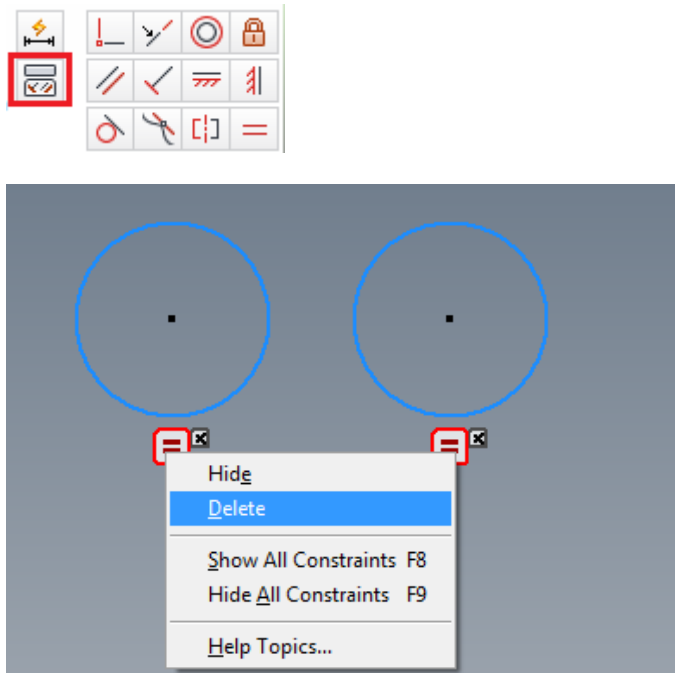 Hide
Delete
Show All Constraints F8
Hide All Constraints F9
Help Topics...